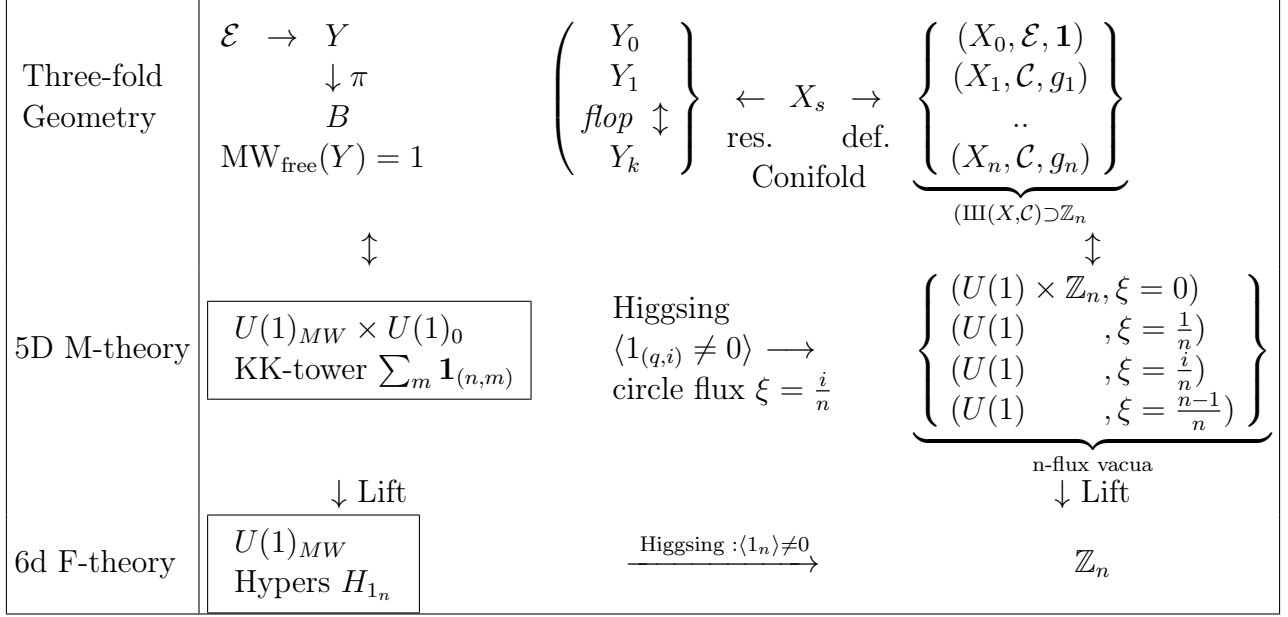 Three-fold
Geometry
ℰ → Y
↓ π
B
MW_free(Y) = 1
Y_0
Y_1
flop ↕
Y_k
← X_s →
res. def.
Conifold
(X_0, ℰ, 𝟏)
(X_1, 𝒞, g_1)
..
(X_n, 𝒞, g_n)
(Ш(X,𝒞)⊃ℤ_n
↕ ↕
5D M-theory
U(1)_MW × U(1)_0
KK-tower ∑_m 𝟏_(n,m)
Higgsing
⟨1_(q,i) ≠ 0⟩ ⟶
circle flux ξ = i/n
(U(1) × ℤ_n, ξ = 0)
(U(1) , ξ = 1/n)
(U(1) , ξ = i/n)
(U(1) , ξ = n−1/n)
n-flux vacua
↓ Lift ↓ Lift
6d F-theory
U(1)_MW
Hypers H_1_n
Higgsing :⟨1_n⟩≠0
ℤ_n